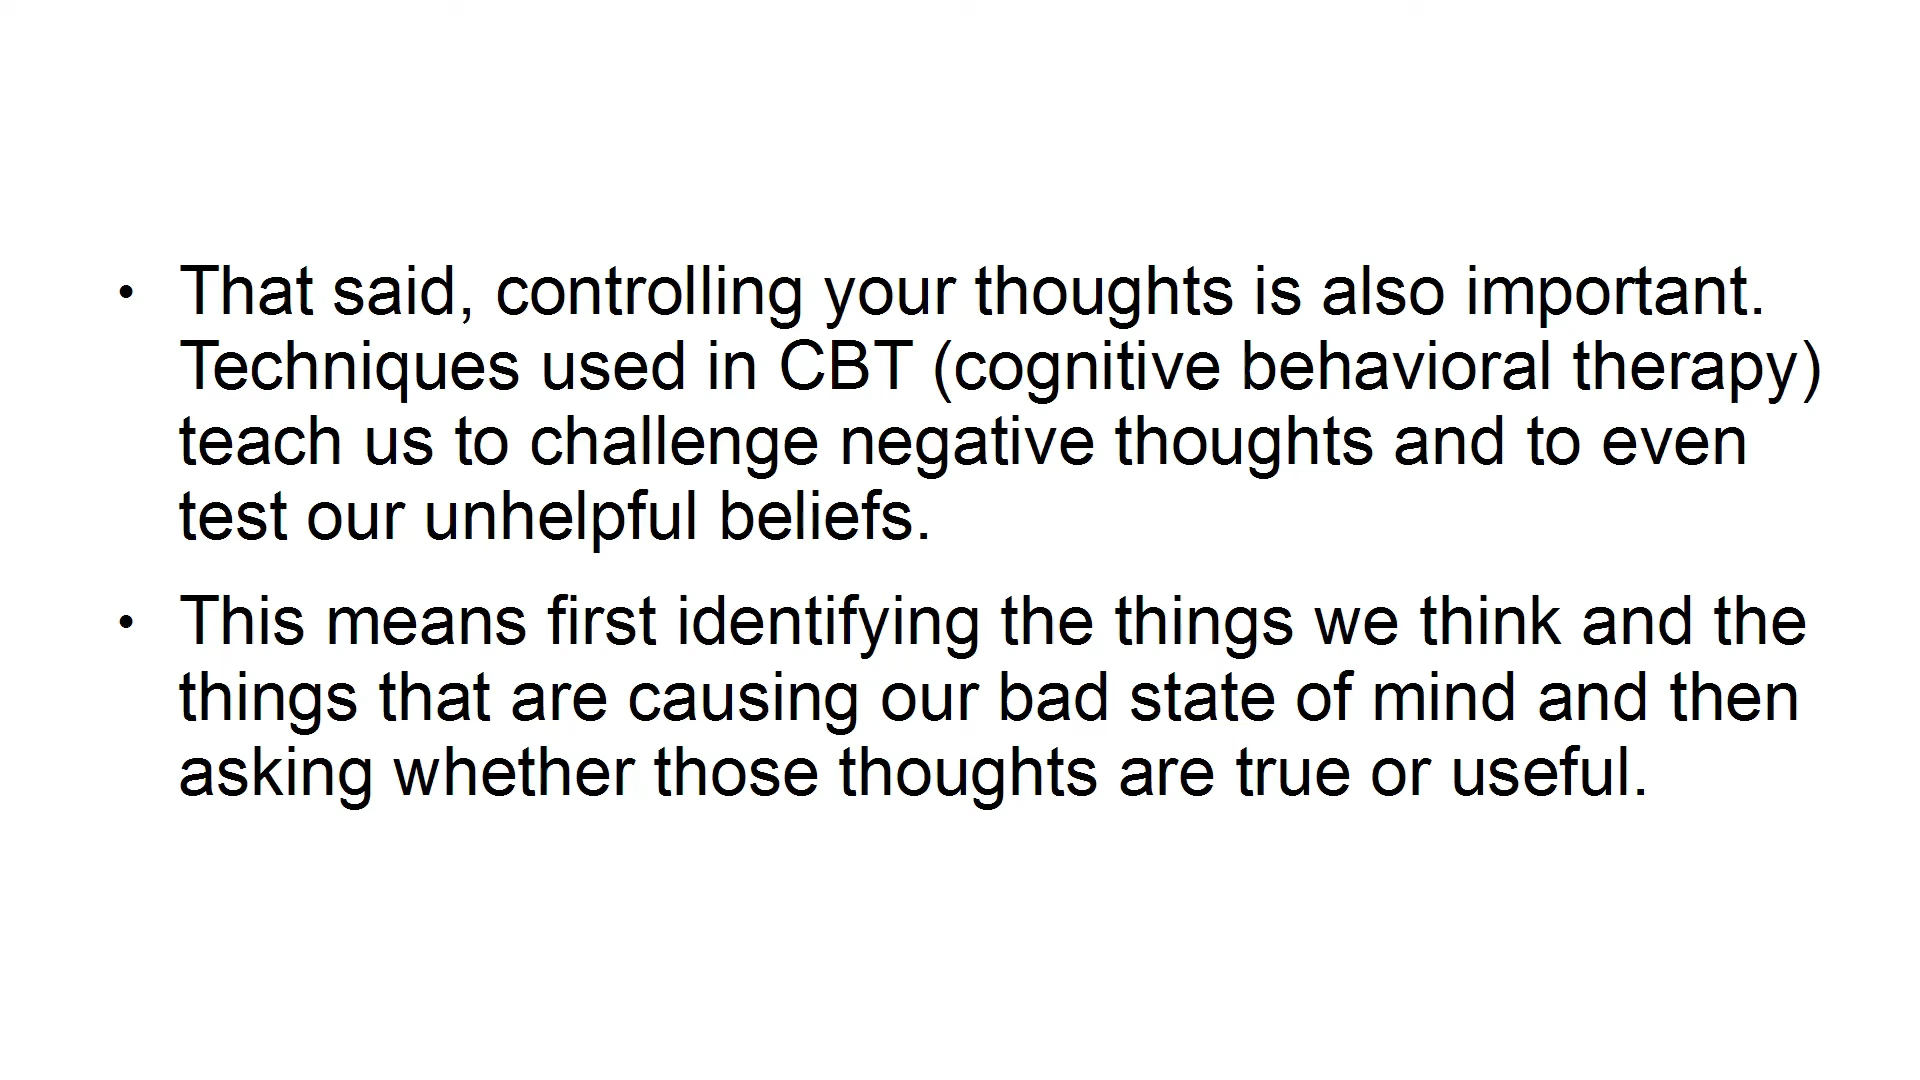 • That said, controlling your thoughts is also important.
Techniques used in CBT (cognitive behavioral therapy)
teach us to challenge negative thoughts and to even
test our unhelpful beliefs.
• This means first identifying the things we think and the
things that are causing our bad state of mind and then
asking whether those thoughts are true or useful.